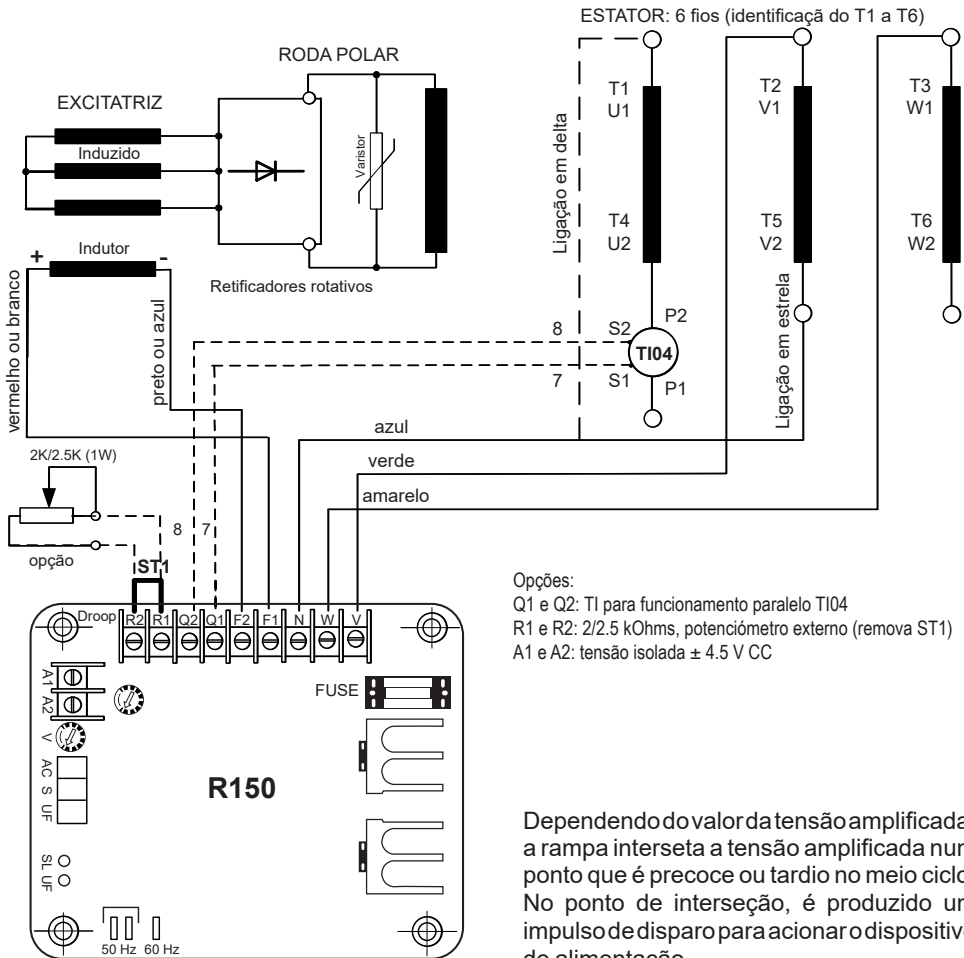 ESTATOR: 6 fios (identificaçã do T1 a T6)
RODA POLAR
EXCITATRIZ
Induzido
Varistor
Ligação em delta
T1
U1
T2
V1
T3
W1
T4
U2
T5
V2
T6
W2
+
Indutor
-
Retificadores rotativos
vermelho ou branco
preto ou azul
8
S2
P2
TI04
7
S1
P1
Ligação em estrela
azul
verde
amarelo
2K/2.5K (1W)
8
7
opção
ST1
Droop
R2 R1 Q2 Q1 F2 F1 N W V
A1
A2
FUSE
V
AC S UF
R150
SL UF
50 Hz 60 Hz
Opções:
Q1 e Q2: TI para funcionamento paralelo TI04
R1 e R2: 2/2.5 kOhms, potenciómetro externo (remova ST1)
A1 e A2: tensão isolada ± 4.5 V CC
Dependendo do valor da tensão amplificada
a rampa interseta a tensão amplificada num
ponto que é precoce ou tardio no meio ciclo
No ponto de interseção, é produzido um
impulso de disparo para acionar o dispositivo
de alimentação